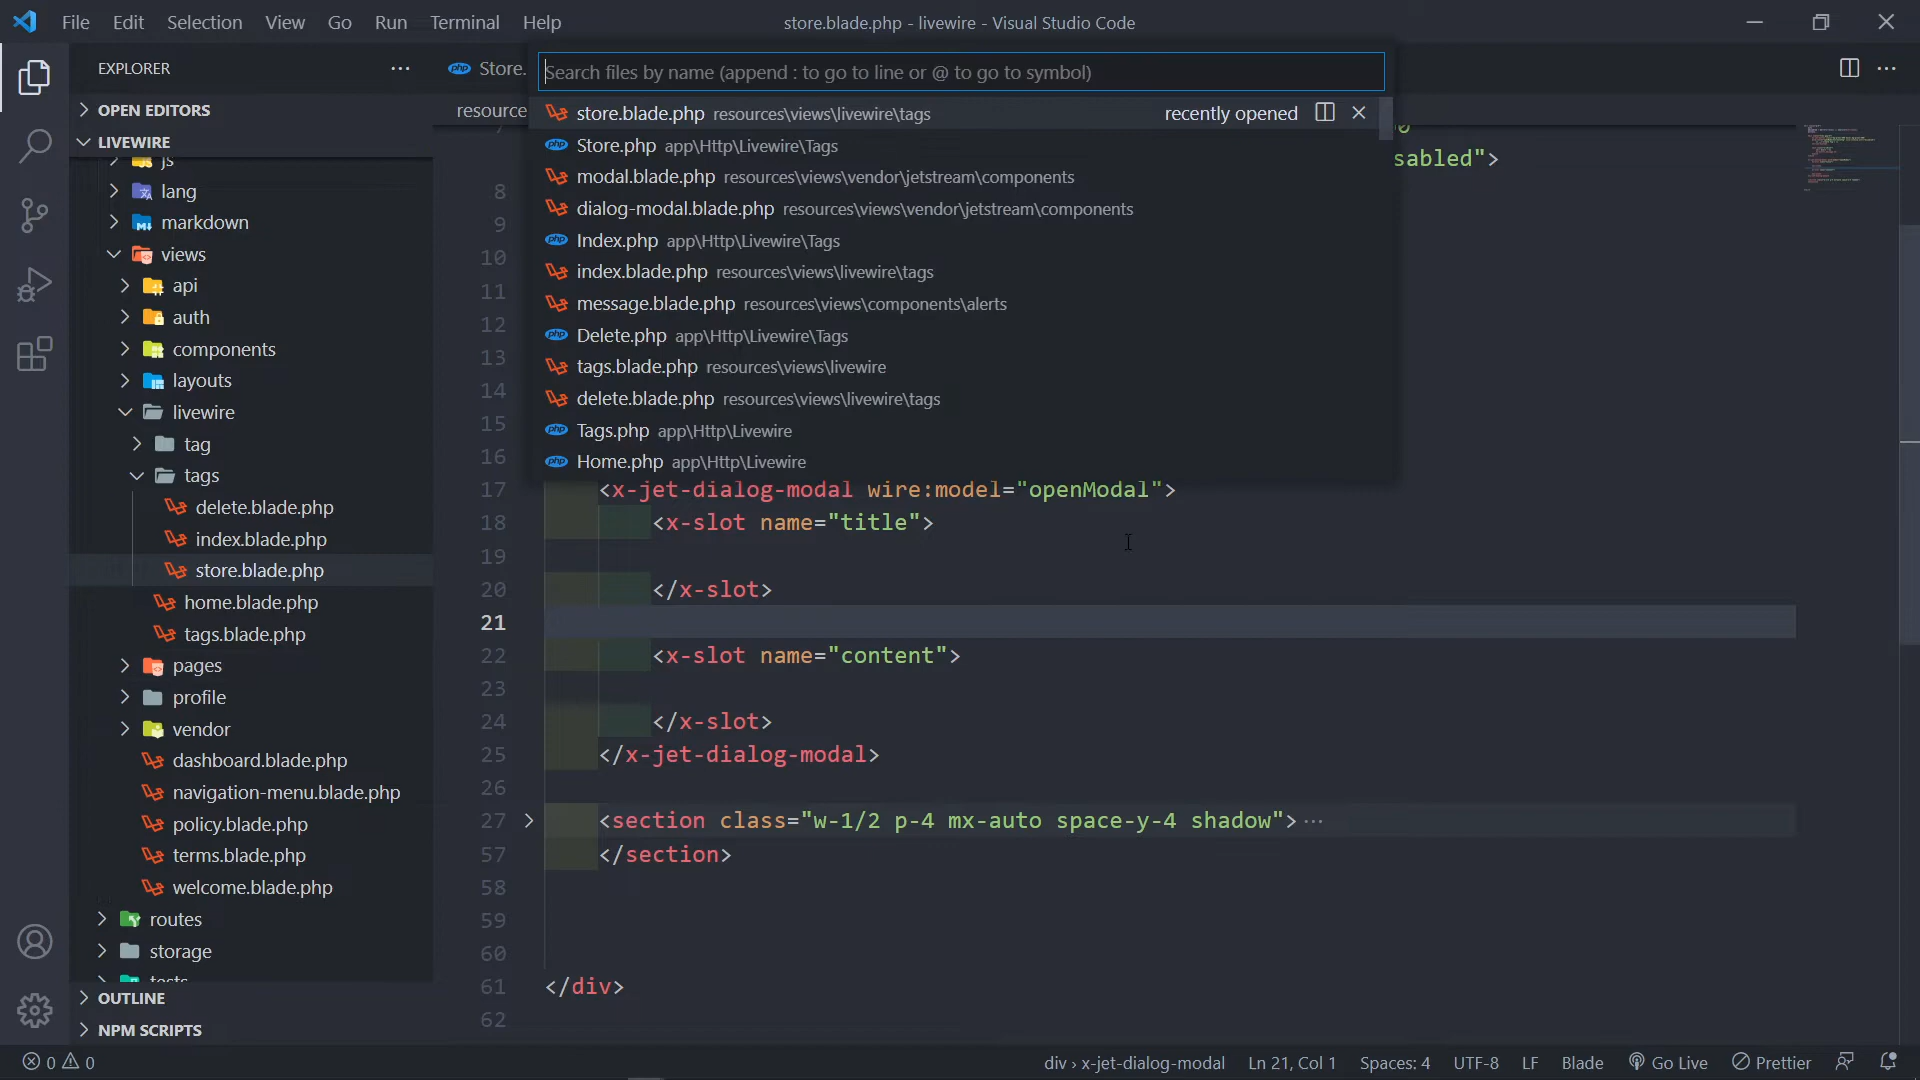 File Edit Selection View Go Run Terminal Help
store.blade.php - livewire - Visual Studio Code
EXPLORER
OPEN EDITORS
LIVEWIRE
js
lang
markdown
views
api
auth
components
layouts
livewire
tag
tags
delete.blade.php
index.blade.php
store.blade.php
home.blade.php
tags.blade.php
pages
profile
vendor
dashboard.blade.php
navigation-menu.blade.php
policy.blade.php
terms.blade.php
welcome.blade.php
routes
storage
tests
OUTLINE
NPM SCRIPTS
Store.
resource
Search files by name (append : to go to line or @ to go to symbol)
store.blade.php resources\views\livewire\tags recently opened
Store.php app\Http\Livewire\Tags
modal.blade.php resources\views\vendor\jetstream\components
dialog-modal.blade.php resources\views\vendor\jetstream\components
Index.php app\Http\Livewire\Tags
index.blade.php resources\views\livewire\tags
message.blade.php resources\views\components\alerts
Delete.php app\Http\Livewire\Tags
tags.blade.php resources\views\livewire
delete.blade.php resources\views\livewire\tags
Tags.php app\Http\Livewire
Home.php app\Http\Livewire
sabled">
8
9
10
11
12
13
14
15
16
17 <x-jet-dialog-modal wire:model="openModal">
18 <x-slot name="title">
19
20 </x-slot>
21
22 <x-slot name="content">
23
24 </x-slot>
25 </x-jet-dialog-modal>
26
27 <section class="w-1/2 p-4 mx-auto space-y-4 shadow">···
57 </section>
58
59
60
61 </div>
62
0 0
div › x-jet-dialog-modal Ln 21, Col 1 Spaces: 4 UTF-8 LF Blade Go Live Prettier